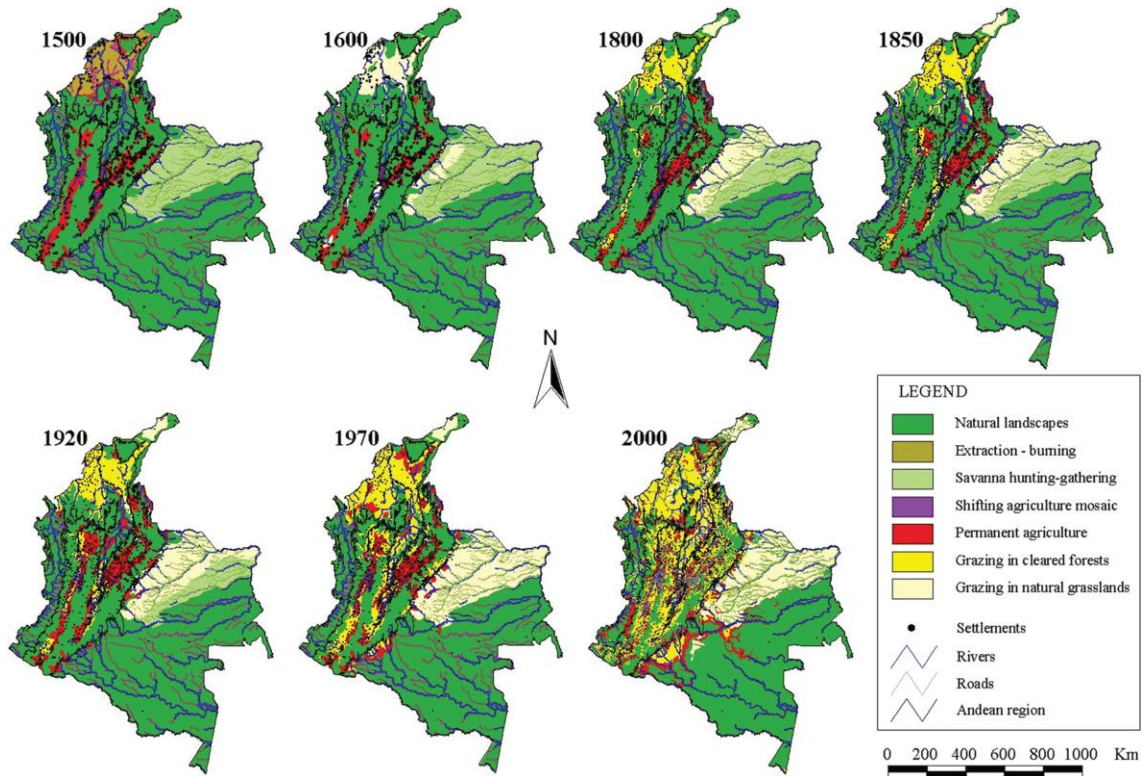 1500
1600
1800
1850
N
1920
1970
2000
LEGEND
Natural landscapes
Extraction - burning
Savanna hunting-gathering
Shifting agriculture mosaic
Permanent agriculture
Grazing in cleared forests
Grazing in natural grasslands
Settlements
Rivers
Roads
Andean region
0 200 400 600 800 1000 Km